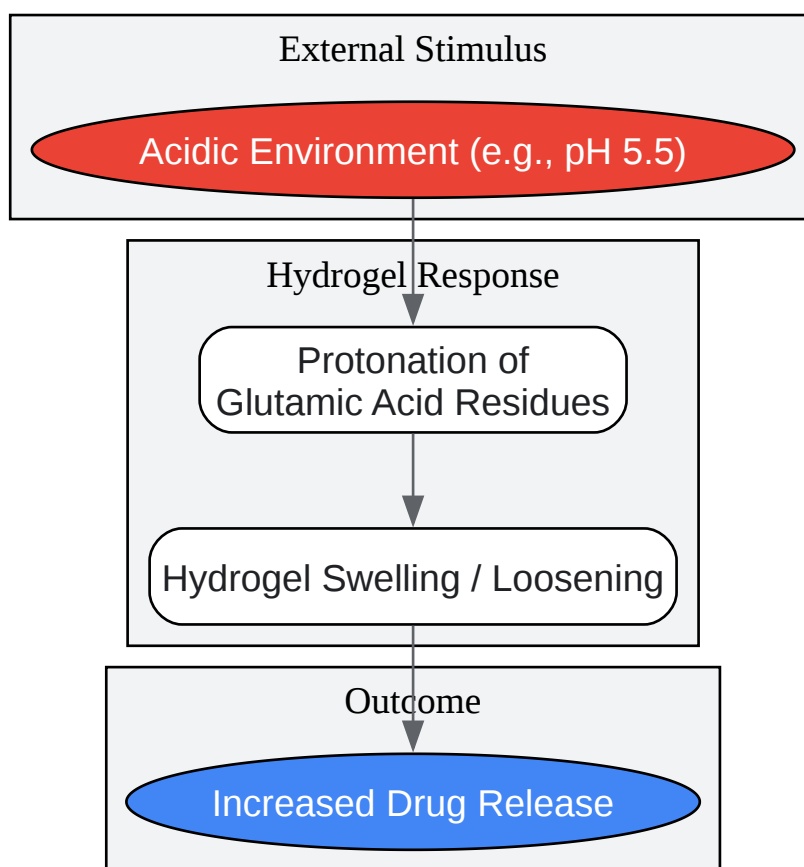 External Stimulus
Acidic Environment (e.g., pH 5.5)
Hydrogel Response
Protonation of
Glutamic Acid Residues
Hydrogel Swelling / Loosening
Outcome
Increased Drug Release